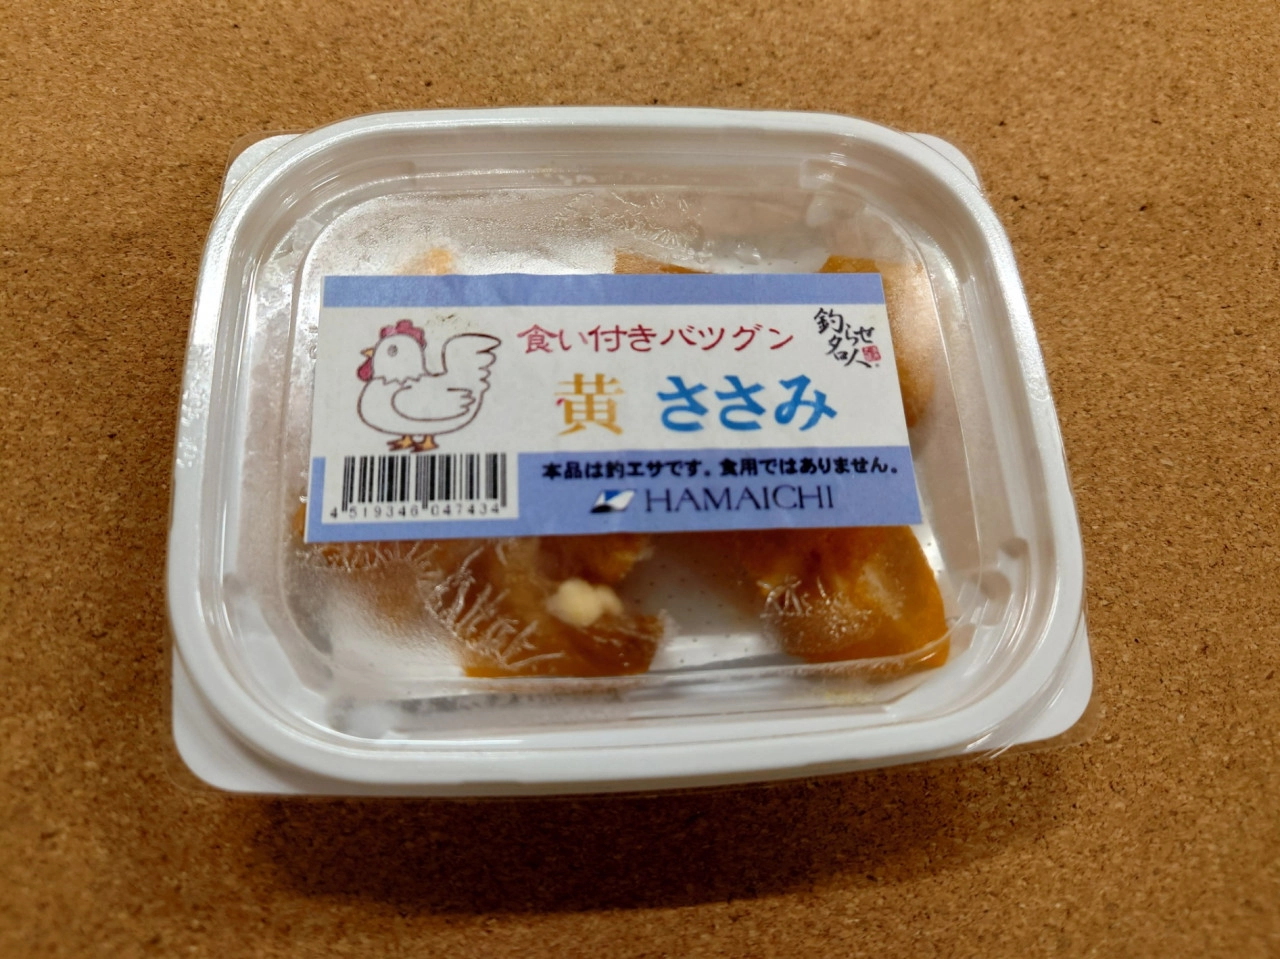 食い付きバツグン
釣らせ
名人
黄 ささみ
本品は釣エサです。食用ではありません。
HAMAICHI
4 519346 047434